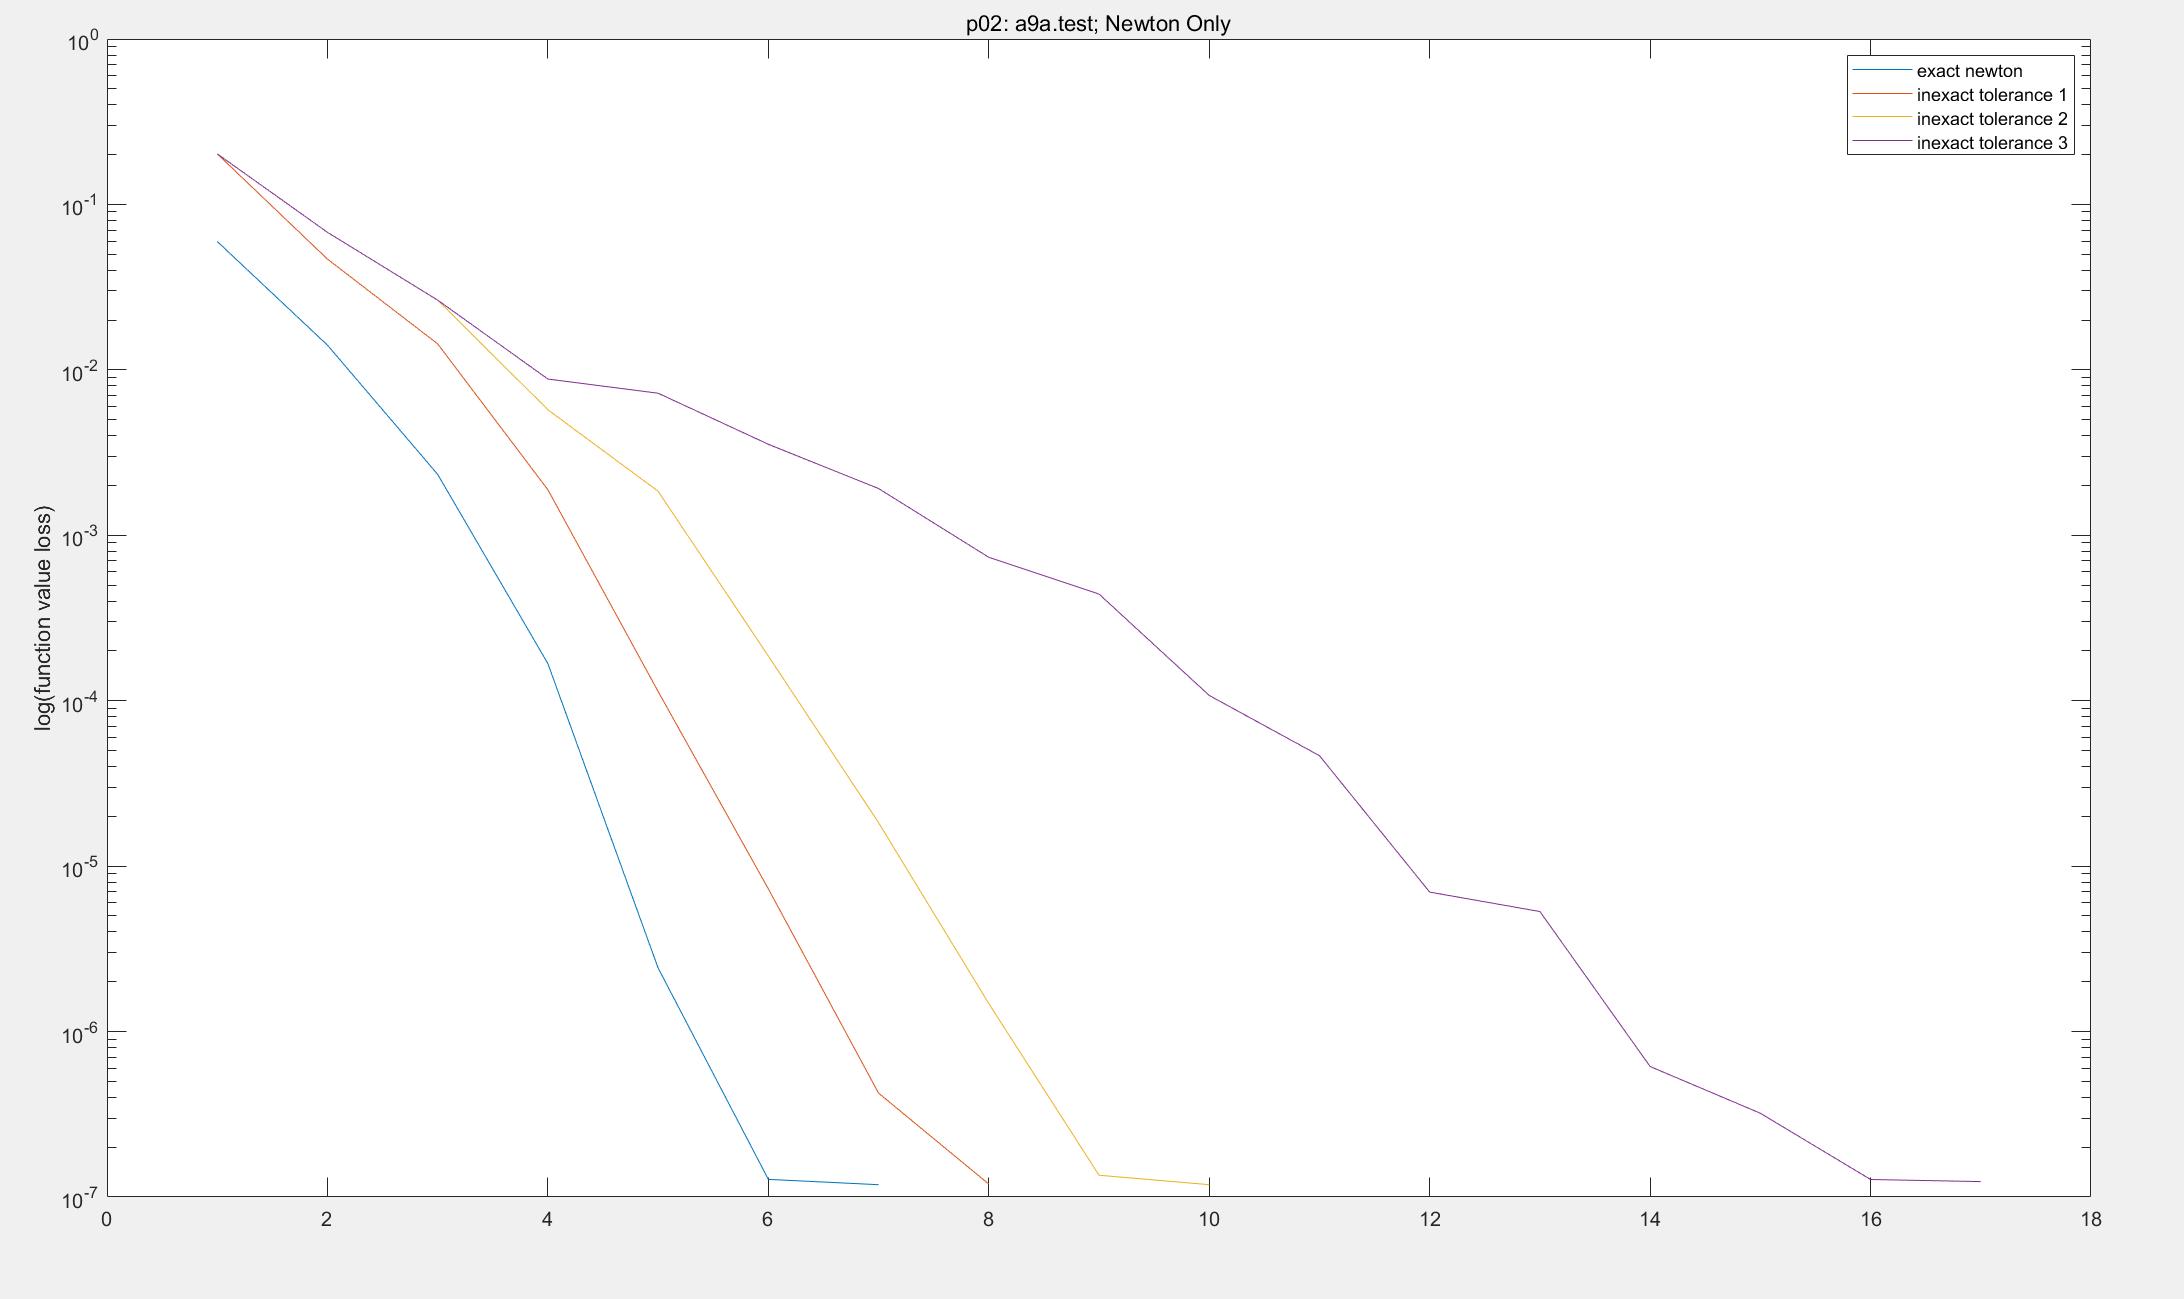 p02: a9a.test; Newton Only
exact newton
inexact tolerance 1
inexact tolerance 2
inexact tolerance 3
log(function value loss)
10^0
10^-1
10^-2
10^-3
10^-4
10^-5
10^-6
10^-7
0 2 4 6 8 10 12 14 16 18